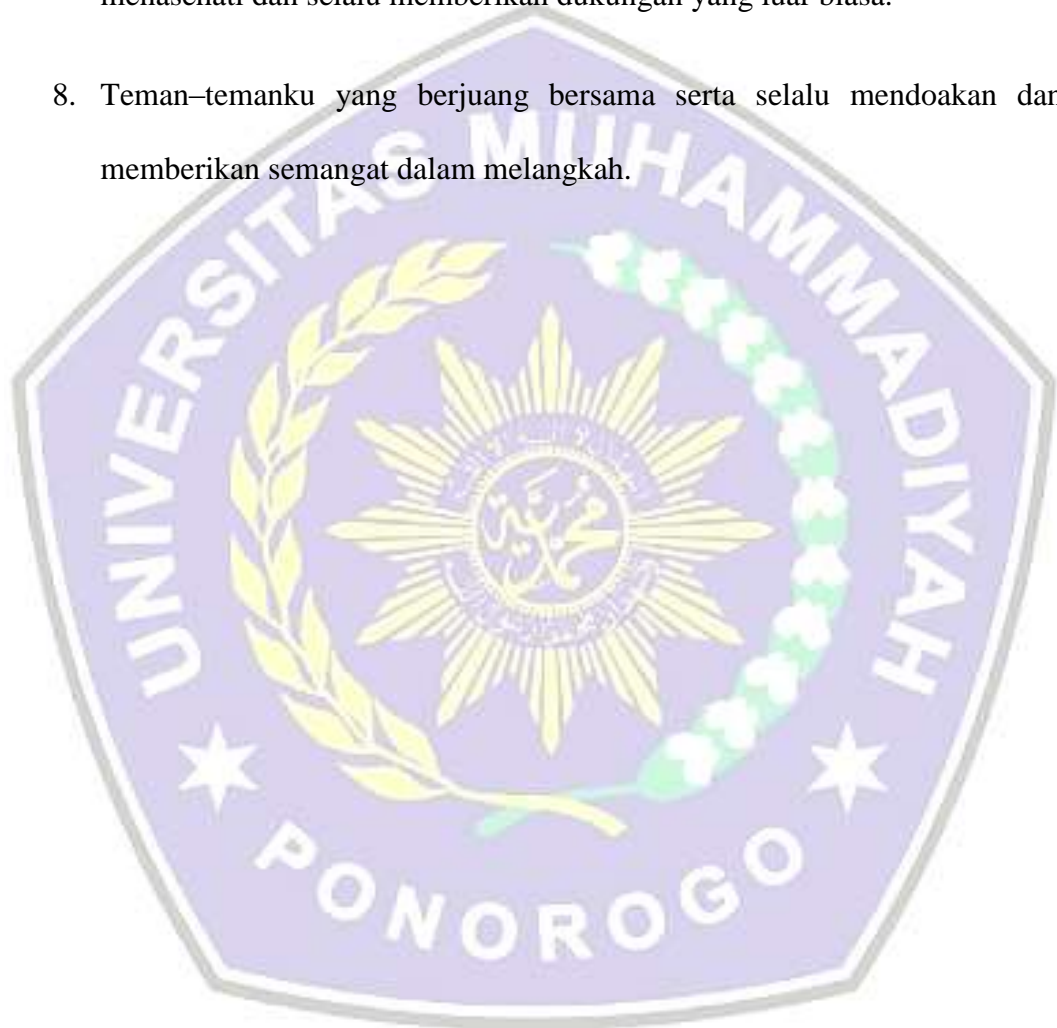 menasehati dan selalu memberikan dukungan yang luar biasa.
8. Teman–temanku yang berjuang bersama serta selalu mendoakan dan
memberikan semangat dalam melangkah.
UNIVERSITAS MUHAMMADIYAH
PONOROGO
محمدية